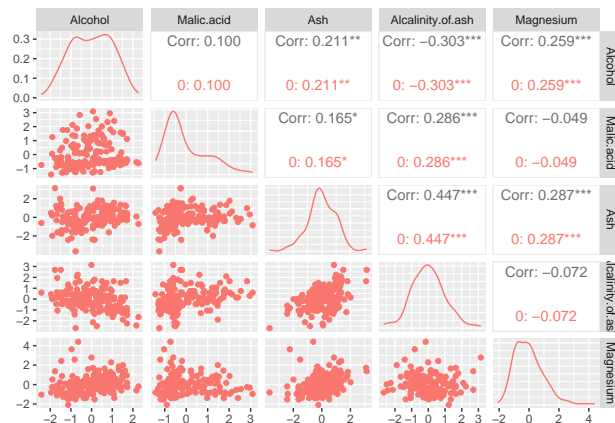 Alcohol Malic.acid Ash Alcalinity.of.ash Magnesium
0.3
0.2
0.1
0.0
Corr: 0.100 Corr: 0.211** Corr: −0.303*** Corr: 0.259***
0: 0.100 0: 0.211** 0: −0.303*** 0: 0.259***
Alcohol
3
2
1
0
−1
Corr: 0.165* Corr: 0.286*** Corr: −0.049
0: 0.165* 0: 0.286*** 0: −0.049
Malic.acid
2
0
−2
Corr: 0.447*** Corr: 0.287***
0: 0.447*** 0: 0.287***
Ash
3
2
1
0
−1
−2
Corr: −0.072
0: −0.072
lcalinity.of.as
4
2
0
−2
Magnesium
−2 −1 0 1 2 −1 0 1 2 3 −2 0 2 −2 −1 0 1 2 3 −2 0 2 4